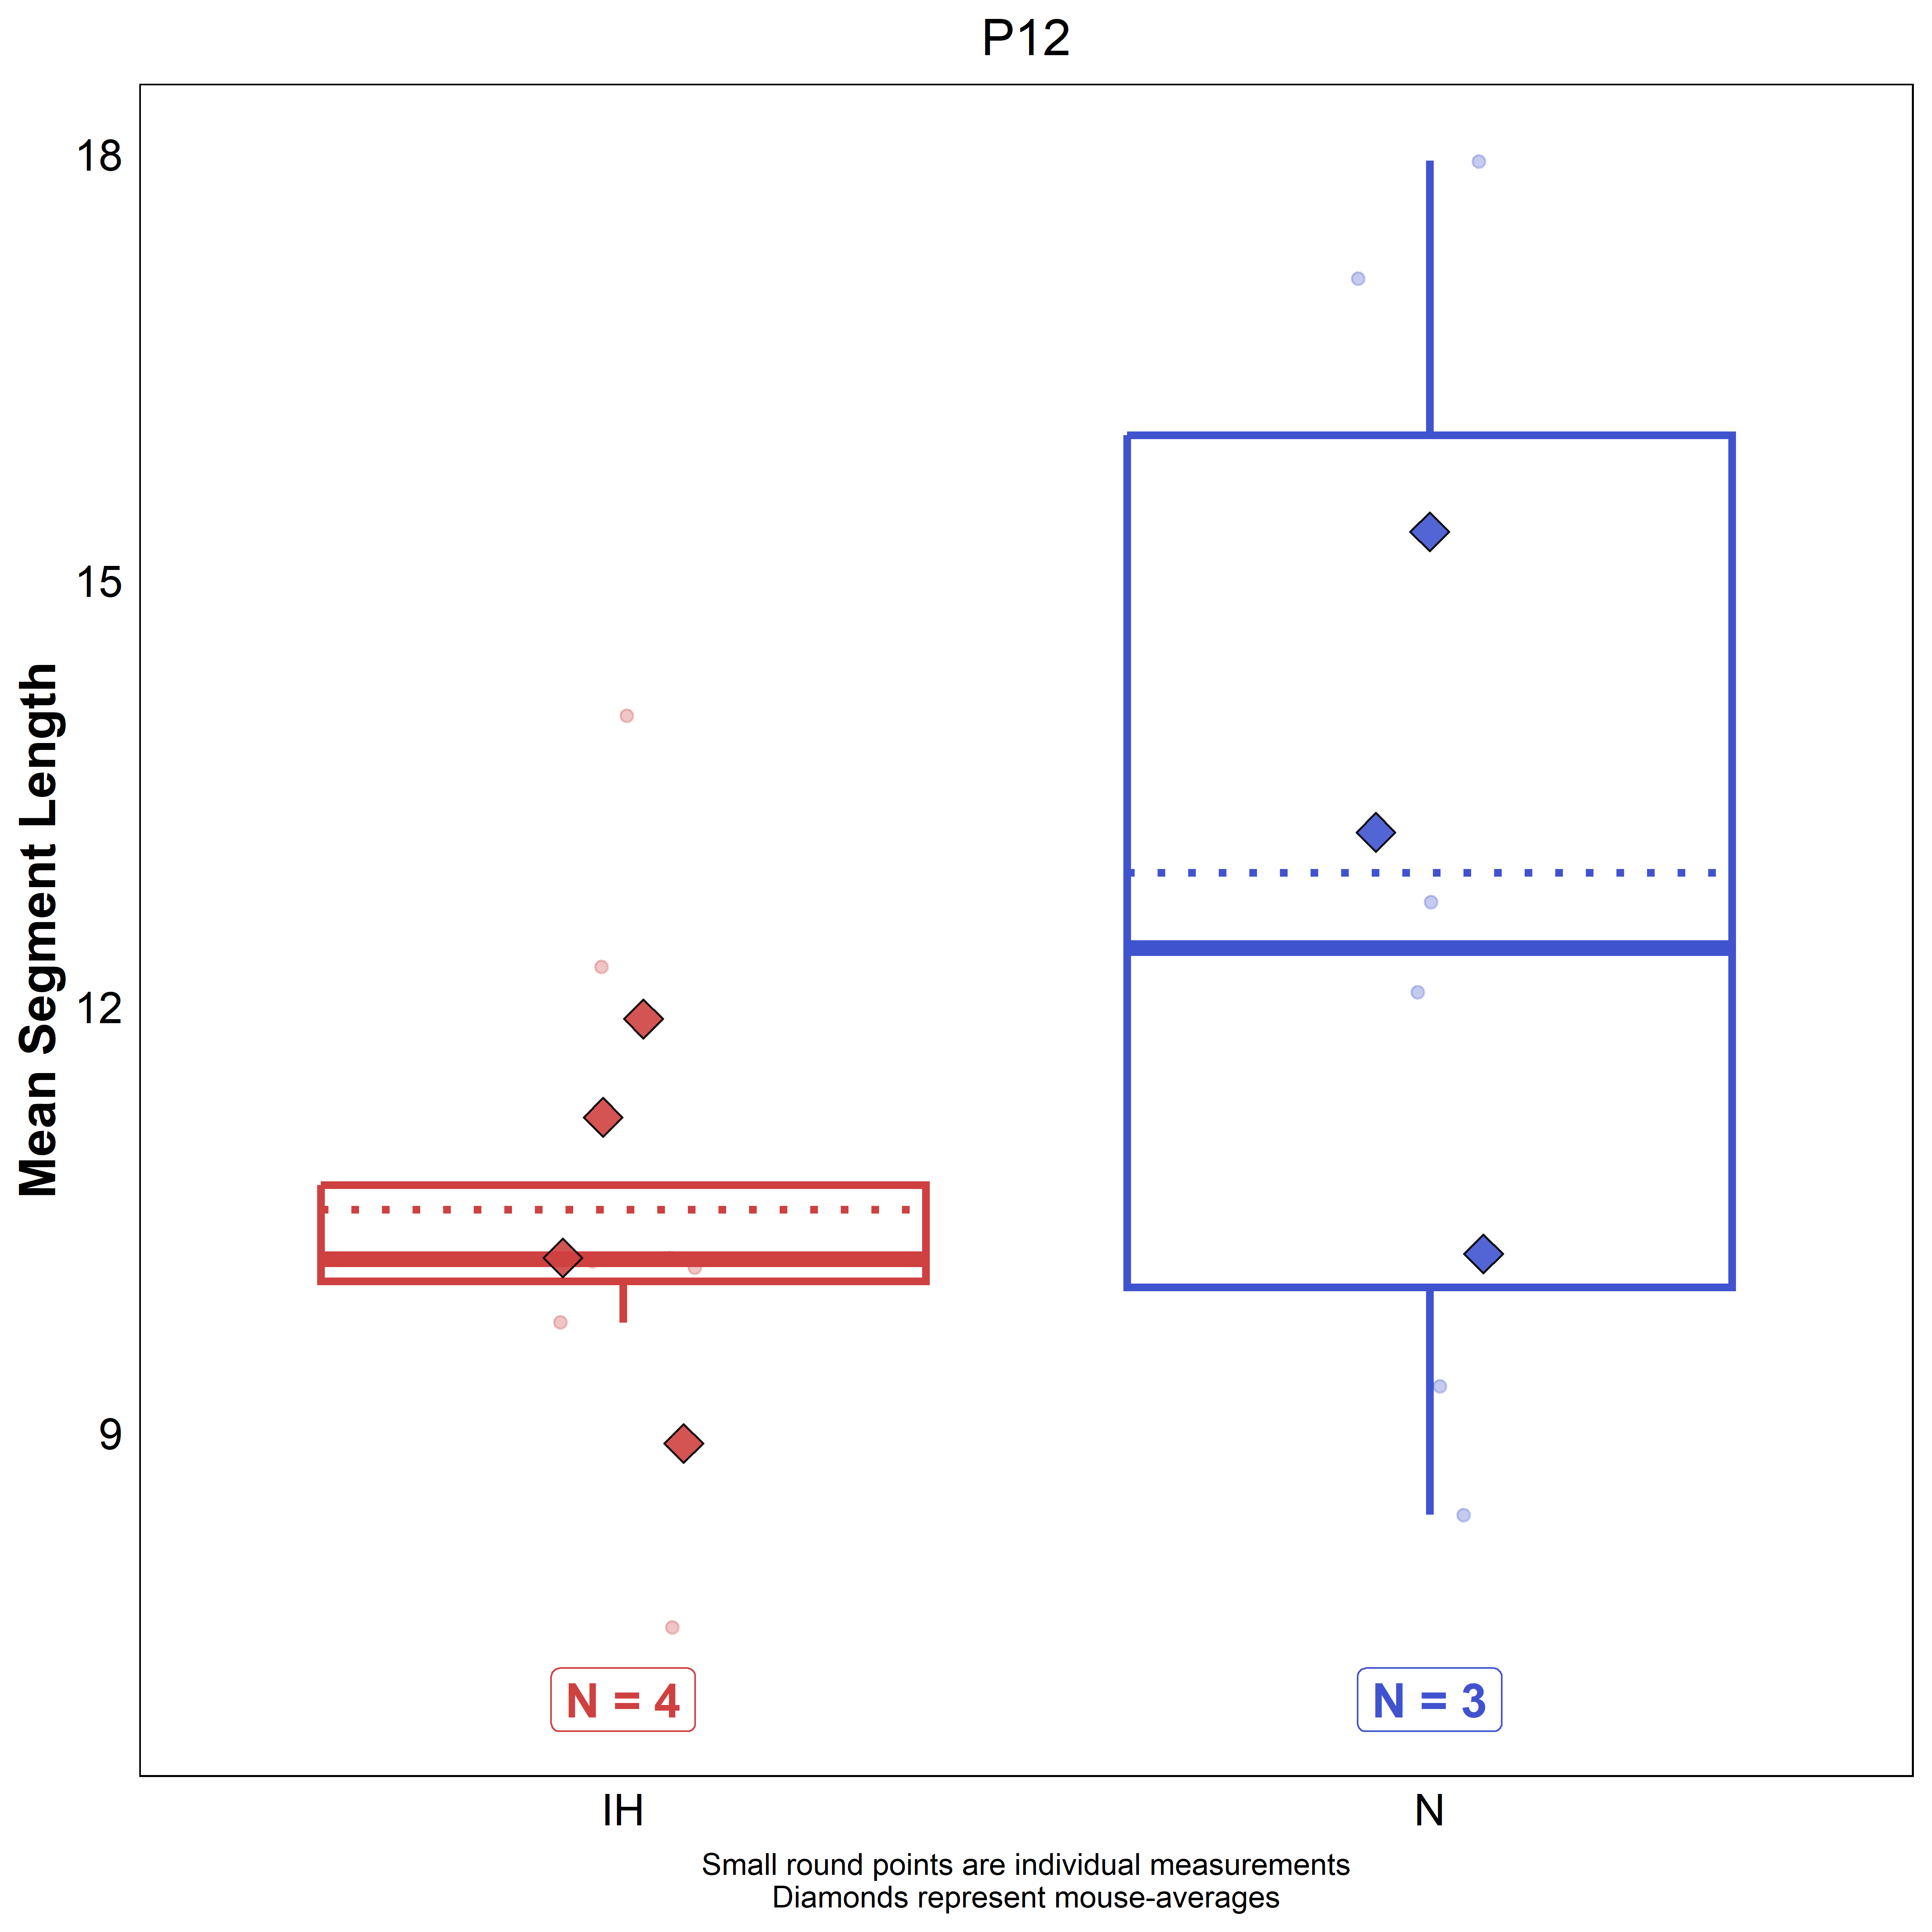 P12
18
15
12
9
Mean Segment Length
N = 4
N = 3
IH
N
Small round points are individual measurements
Diamonds represent mouse-averages